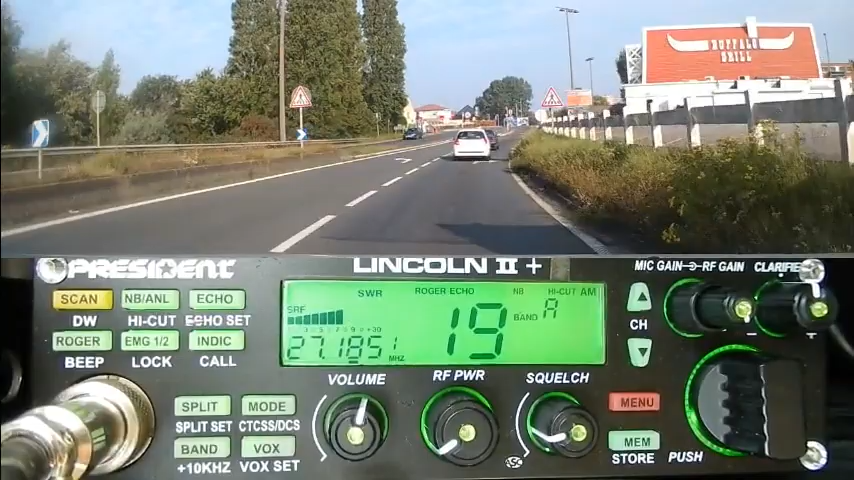 BUFFALO
GRILL
PRESIDENT
LINCOLN II +
MIC GAIN RF GAIN CLARIFIE
SCAN NB/ANL ECHO
DW HI-CUT ECHO SET
ROGER EMG 1/2 INDIC
BEEP LOCK CALL
SPLIT MODE
SPLIT SET CTCSS/DCS
BAND VOX
+10KHZ VOX SET
SWR ROGER ECHO NB HI-CUT AM
SRF
19 BAND A
27.1851 MHZ
VOLUME RF PWR SQUELCH
ASC
CH
MENU
MEM
STORE PUSH